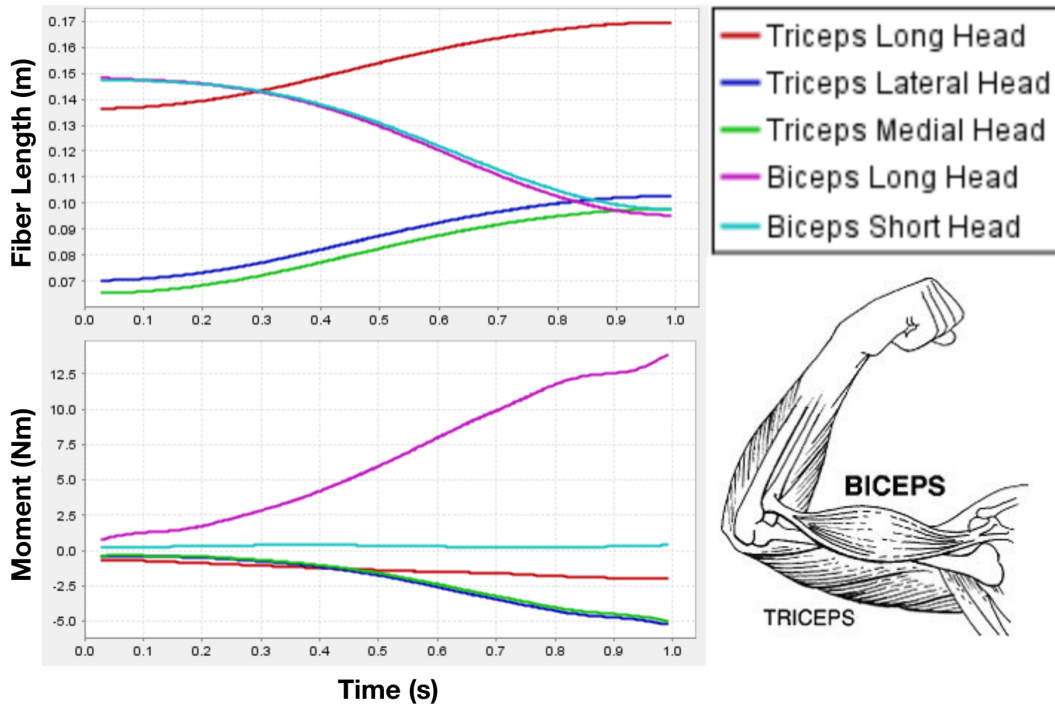 Fiber Length (m)
0.17
0.16
0.15
0.14
0.13
0.12
0.11
0.10
0.09
0.08
0.07
0.0 0.1 0.2 0.3 0.4 0.5 0.6 0.7 0.8 0.9 1.0
Triceps Long Head
Triceps Lateral Head
Triceps Medial Head
Biceps Long Head
Biceps Short Head
Moment (Nm)
12.5
10.0
7.5
5.0
2.5
0.0
-2.5
-5.0
0.0 0.1 0.2 0.3 0.4 0.5 0.6 0.7 0.8 0.9 1.0
Time (s)
BICEPS
TRICEPS